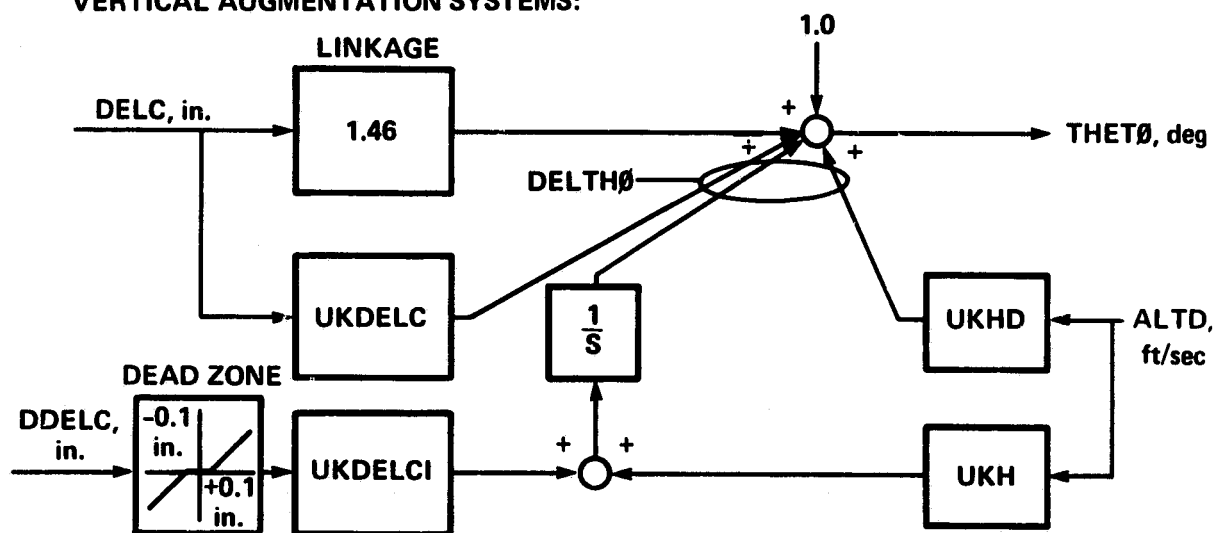 VERTICAL AUGMENTATION SYSTEMS:
1.0
LINKAGE
DELC, in.
1.46
+
+
+
THETØ, deg
DELTHØ
UKDELC
1
S
UKHD
ALTD,
ft/sec
DEAD ZONE
DDELC,
in.
-0.1
in.
+0.1
in.
UKDELCI
+
+
UKH